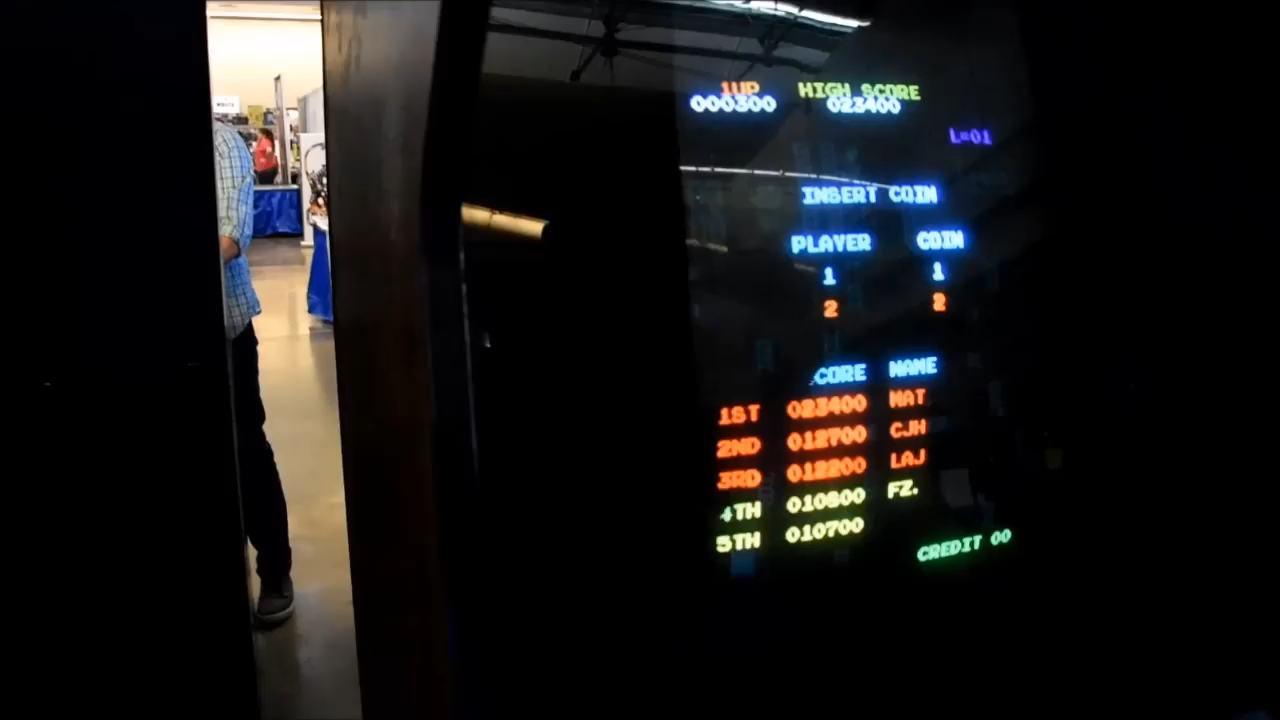 1UP HIGH SCORE
000300 023400
L=01
INSERT COIN
PLAYER COIN
1 1
2 2
CORE NAME
1ST 023400 MAT
2ND 012700 CJH
3RD 012200 LAJ
4TH 010800 FZ.
5TH 010700
CREDIT 00